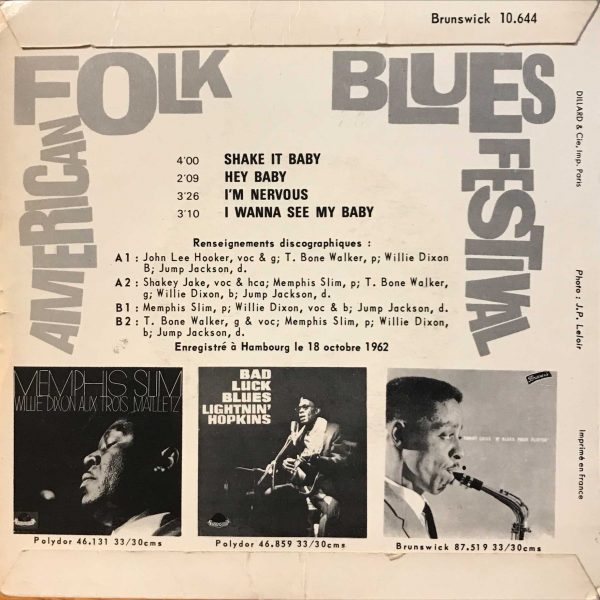 Brunswick 10.644
AMERICAN FOLK BLUES FESTIVAL
4'00 SHAKE IT BABY
2'09 HEY BABY
3'26 I'M NERVOUS
3'10 I WANNA SEE MY BABY
Renseignements discographiques :
A1 : John Lee Hooker, voc & g; T. Bone Walker, p; Willie Dixon
B; Jump Jackson, d.
A2 : Shakey Jake, voc & hca; Memphis Slim, p; T. Bone Walker,
g; Willie Dixon, b; Jump Jackson, d.
B1 : Memphis Slim, p; Willie Dixon, voc & b; Jump Jackson, d.
B2 : T. Bone Walker, g & voc; Memphis Slim, p; Willie Dixon,
b; Jump Jackson, d.
Enregistré à Hambourg le 18 octobre 1962
MEMPHIS SLIM
WILLIE DIXON AUX TROIS MAILLETZ
Polydor 46.131 33/30cms
BAD
LUCK
BLUES
LIGHTNIN'
HOPKINS
Polydor 46.859 33/30cms
Brunswick
Brunswick 87.519 33/30cms
DILLARD & Cie, Imp. Paris
Photo : J.P. Leloir
Imprimé en France